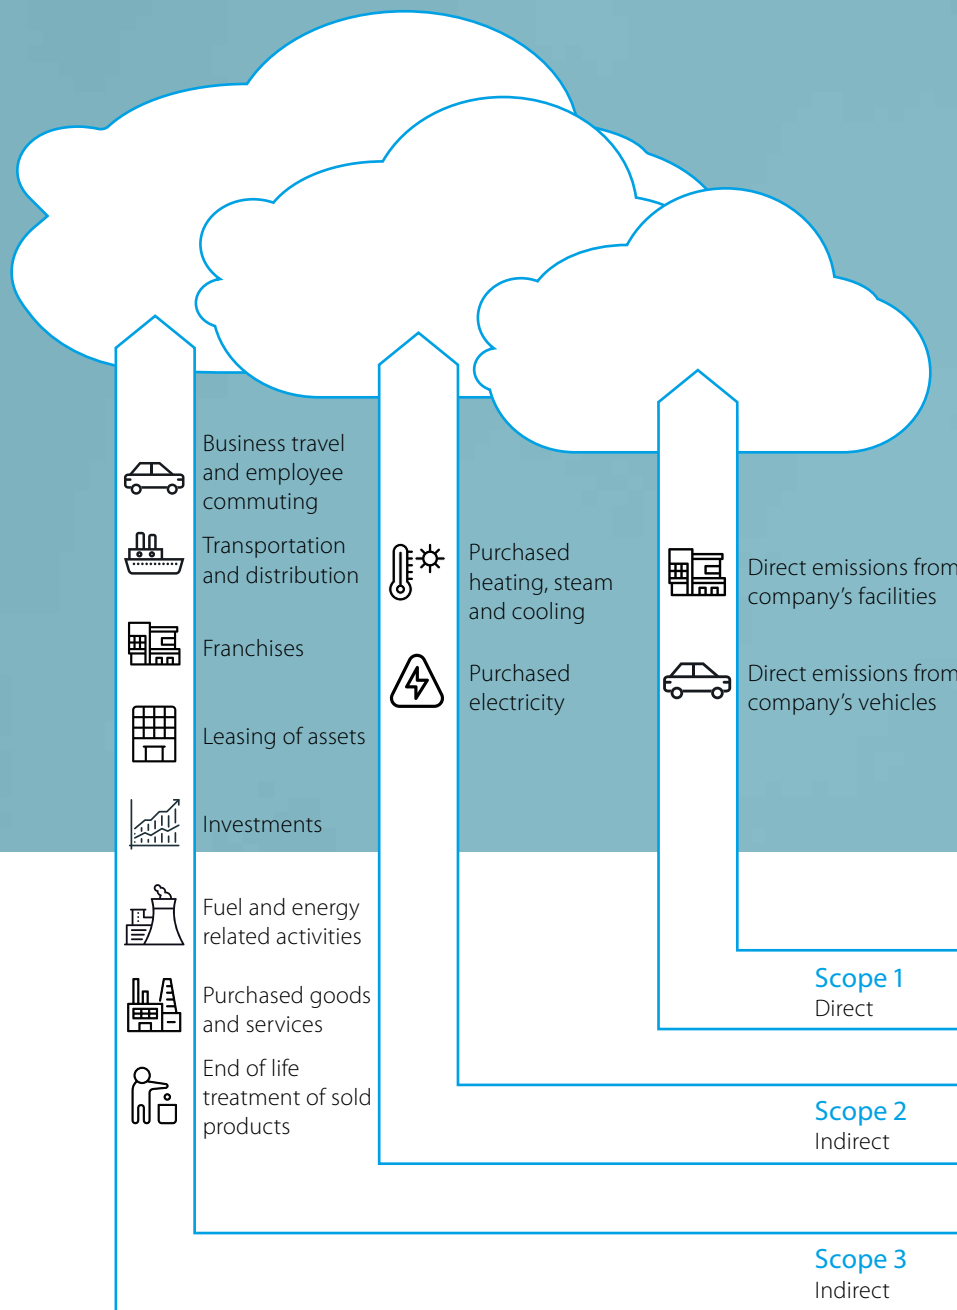 Business travel
and employee
commuting
Transportation
and distribution
Franchises
Leasing of assets
Investments
Fuel and energy
related activities
Purchased goods
and services
End of life
treatment of sold
products
Purchased
heating, steam
and cooling
Purchased
electricity
Direct emissions from
company’s facilities
Direct emissions from
company’s vehicles
Scope 1
Direct
Scope 2
Indirect
Scope 3
Indirect